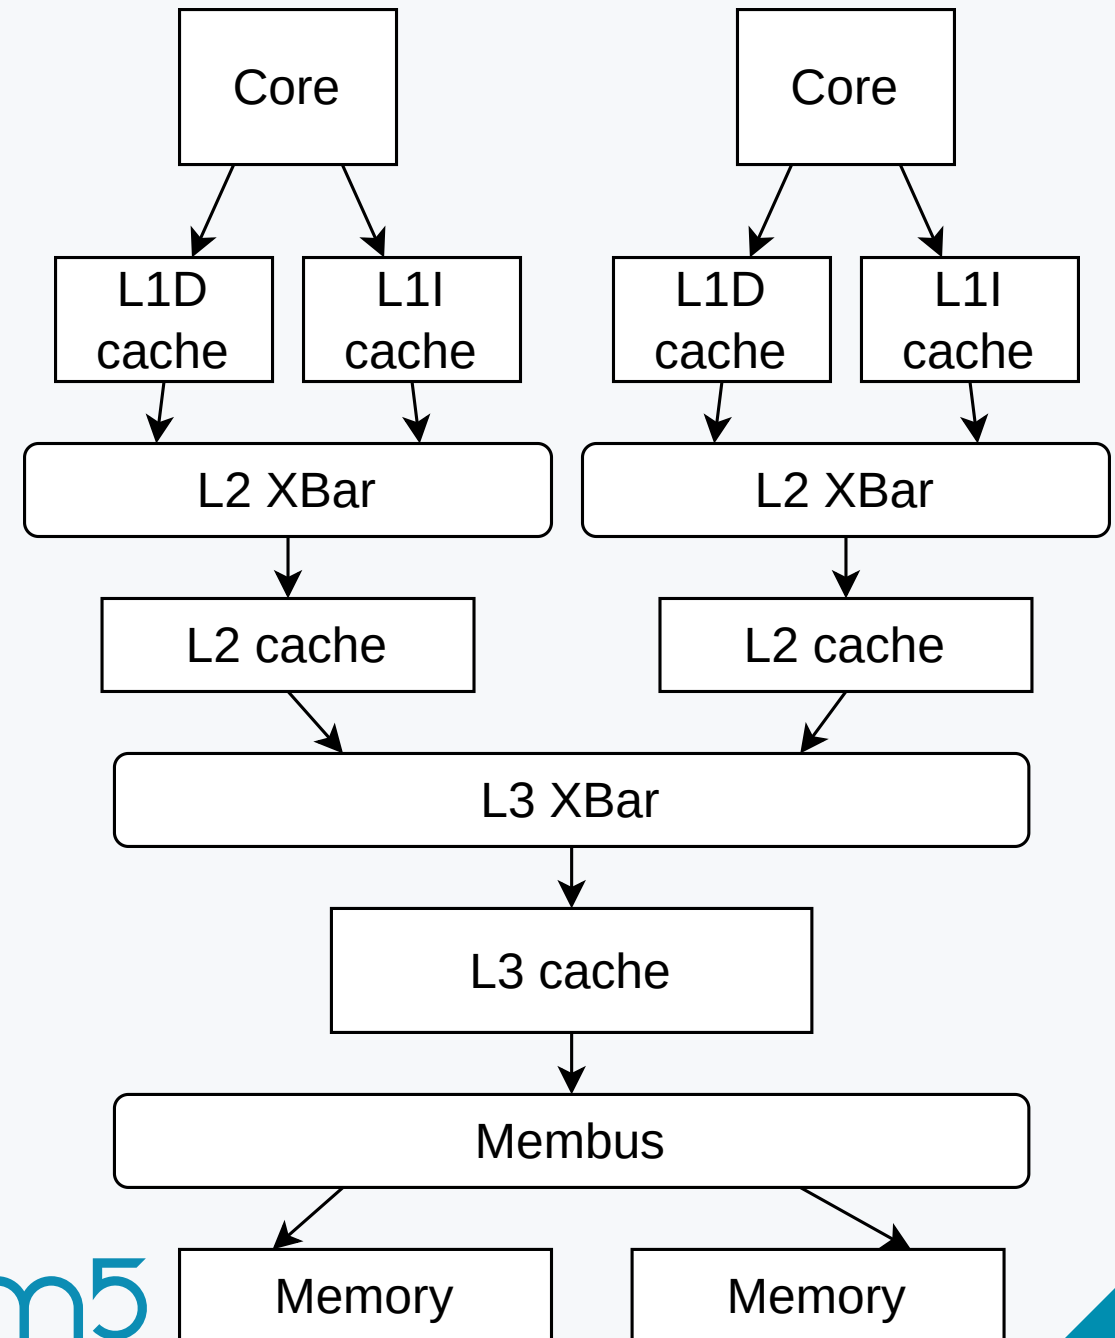 Core
Core
L1D
cache
L1I
cache
L1D
cache
L1I
cache
L2 XBar
L2 XBar
L2 cache
L2 cache
L3 XBar
L3 cache
Membus
Memory
Memory
m5